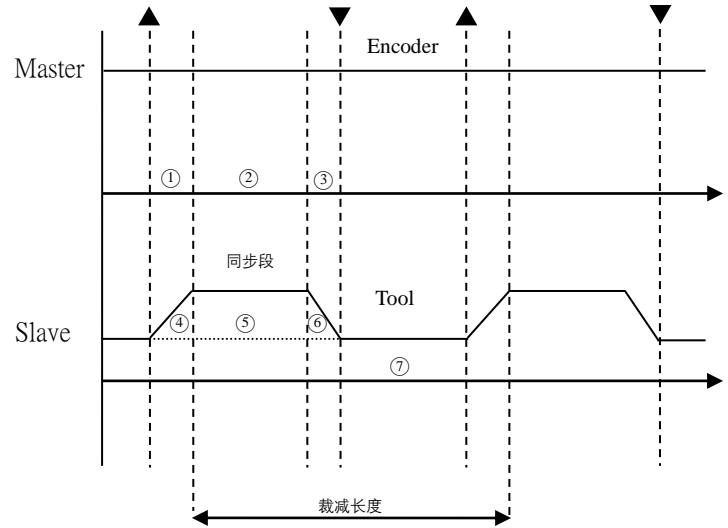 Encoder
Master
① ② ③
同步段
Tool
④ ⑤ ⑥
Slave
⑦
裁减长度